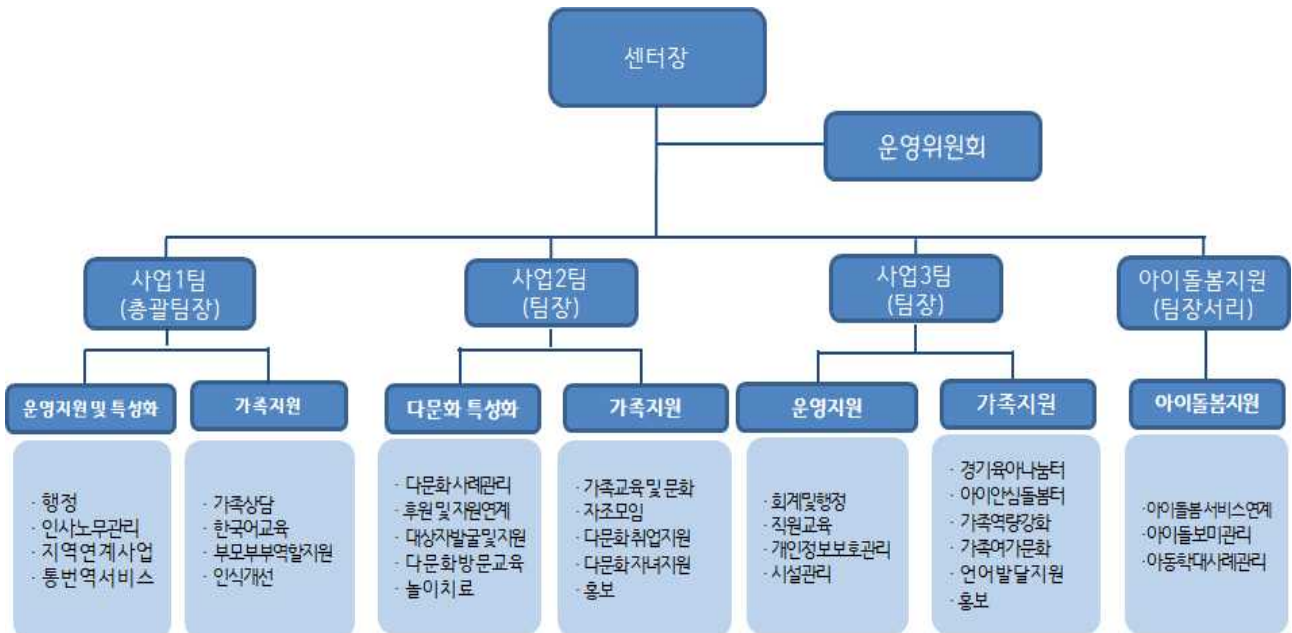 센터장
운영위원회
사업1팀
(총괄팀장)
사업2팀
(팀장)
사업3팀
(팀장)
아이돌봄지원
(팀장서리)
운영지원 및 특성화
가족지원
다문화 특성화
가족지원
운영지원
가족지원
아이돌봄지원
· 행정
· 인사노무관리
· 지역연계사업
· 통번역서비스
· 가족상담
· 한국어교육
· 부모부부역할지원
· 인식개선
· 다문화 사례관리
· 후원 및 자원연계
· 대상자발굴및지원
· 다문화방문교육
· 놀이치료
· 가족교육 및 문화
· 자조모임
· 다문화 취업지원
· 다문화 자녀지원
· 홍보
· 회계및행정
· 직원교육
· 개인정보보호관리
· 시설관리
· 경기육아나눔터
· 아이안심돌봄터
· 가족역량강화
· 가족여가문화
· 언어발달지원
· 홍보
· 아이돌봄 서비스연계
· 아이돌보미관리
· 아동학대사례관리